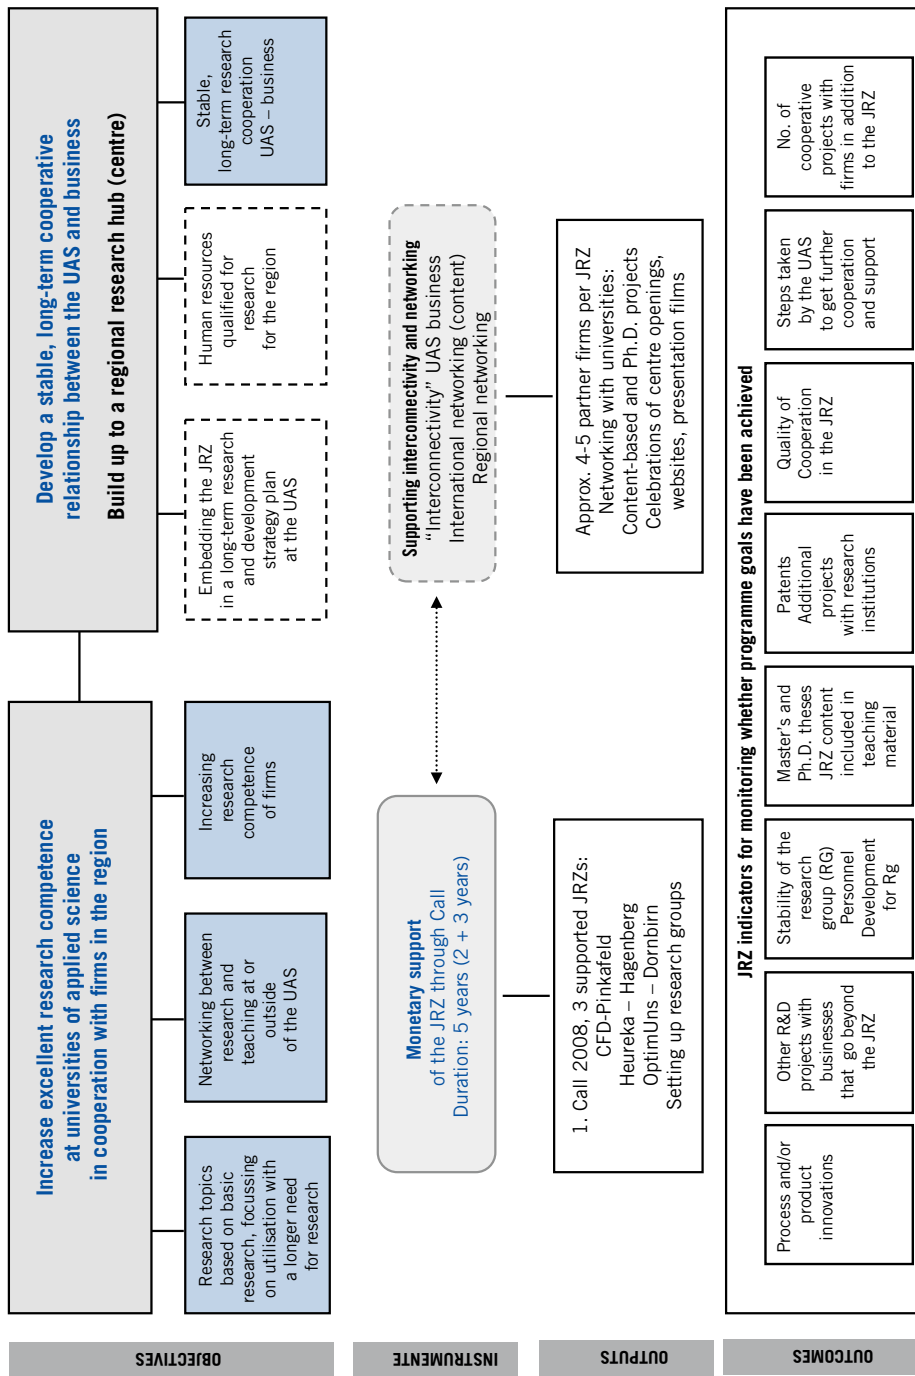 OBJECTIVES
Increase excellent research competence
at universities of applied science
in cooperation with firms in the region
Develop a stable, long-term cooperative
relationship between the UAS and business
Build up to a regional research hub (centre)
Research topics
based on basic
research, focussing
on utilisation with
a longer need
for research
Networking between
research and
teaching at or
outside
of the UAS
Increasing
research
competence
of firms
Embedding the JRZ
in a long-term research
and development
strategy plan
at the UAS
Human resources
qualified for
research
for the region
Stable,
long-term research
cooperation
UAS – business
INSTRUMENTE
Monetary support
of the JRZ through Call
Duration: 5 years (2 + 3 years)
Supporting interconnectivity and networking
“Interconnectivity” UAS business
International networking (content)
Regional networking
OUTPUTS
1. Call 2008, 3 supported JRZs:
CFD-Pinkafeld
Heureka – Hagenberg
OptimUns – Dornbirn
Setting up research groups
Approx. 4-5 partner firms per JRZ
Networking with universities:
Content-based and Ph.D. projects
Celebrations of centre openings,
websites, presentation films
OUTCOMES
JRZ indicators for monitoring whether programme goals have been achieved
Process and/or
product
innovations
Other R&D
projects with
businesses
that go beyond
the JRZ
Stability of the
research
group (RG)
Personnel
Development
for Rg
Master’s and
Ph.D. theses
JRZ content
included in
teaching
material
Patents
Additional
projects
with research
institutions
Quality of
Cooperation
in the JRZ
Steps taken
by the UAS
to get further
cooperation
and support
No. of
cooperative
projects with
firms in addition
to the JRZ